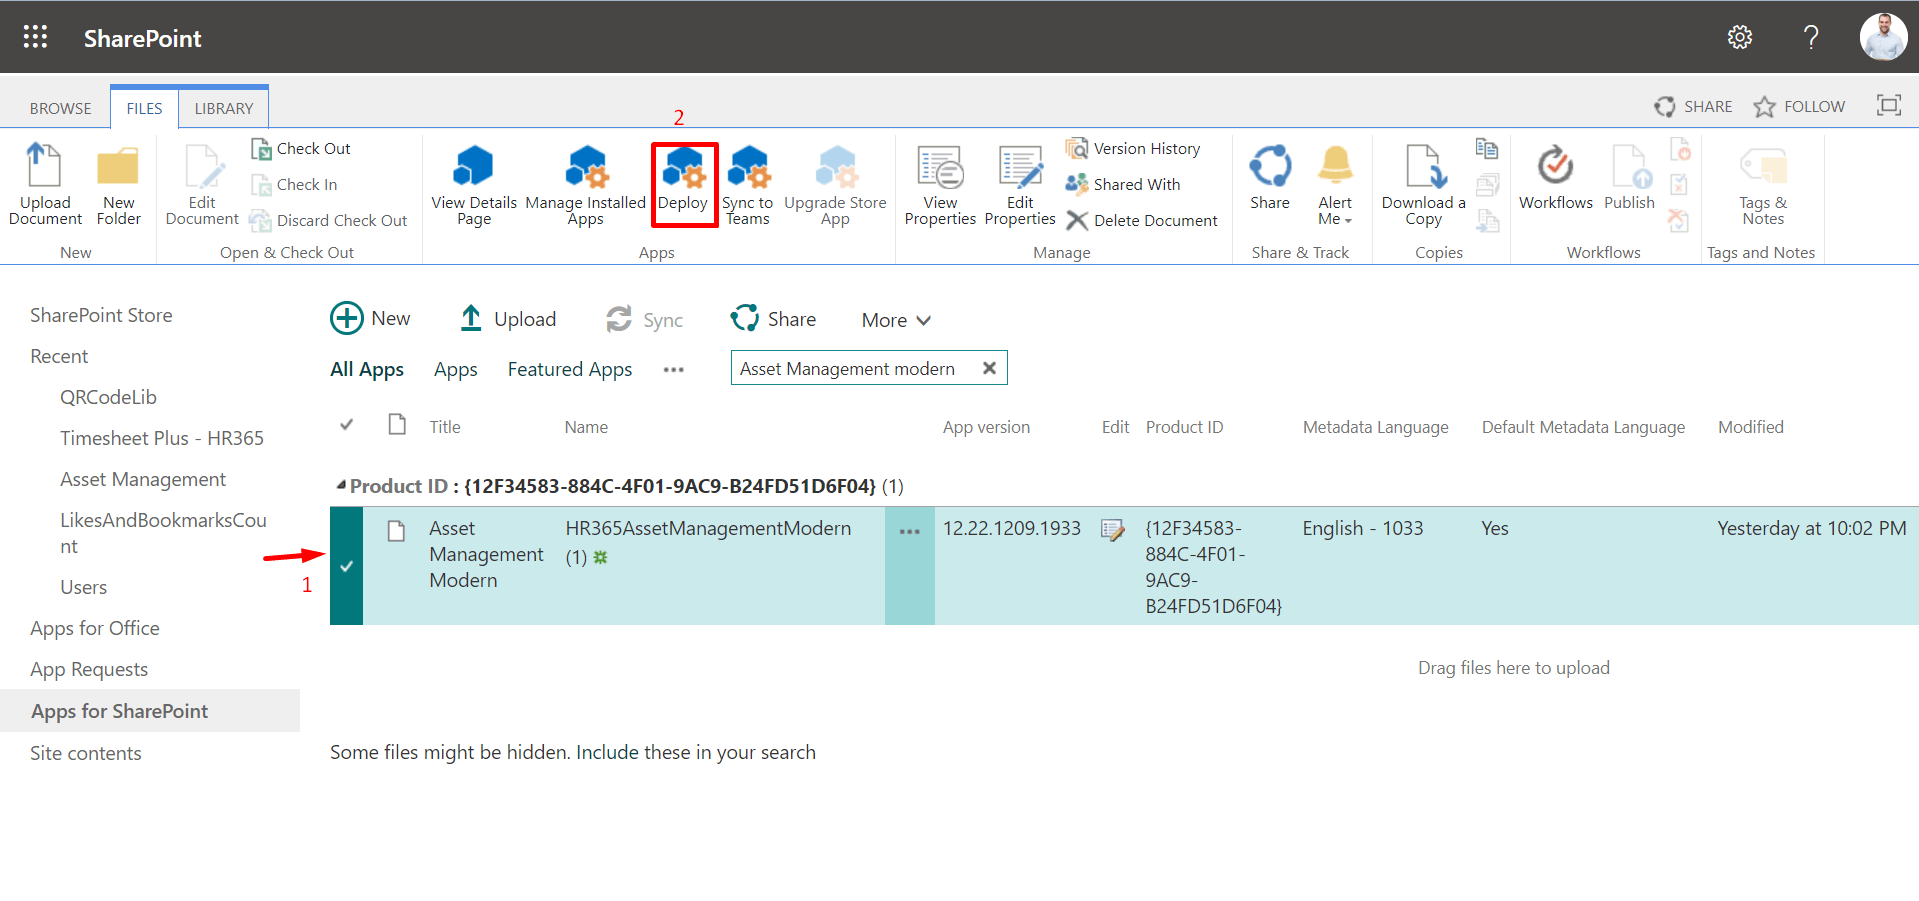 SharePoint
BROWSE FILES LIBRARY
SHARE FOLLOW
2
Upload Document
New Folder
New
Edit Document
Check Out
Check In
Discard Check Out
Open & Check Out
View Details Page
Manage Installed Apps
Deploy
Sync to Teams
Upgrade Store App
Apps
View Properties
Edit Properties
Version History
Shared With
Delete Document
Manage
Share
Alert Me
Share & Track
Download a Copy
Copies
Workflows
Publish
Workflows
Tags & Notes
Tags and Notes
SharePoint Store
Recent
QRCodeLib
Timesheet Plus - HR365
Asset Management
LikesAndBookmarksCou
nt
Users
Apps for Office
App Requests
Apps for SharePoint
Site contents
New Upload Sync Share More
All Apps Apps Featured Apps ••• Asset Management modern
Title Name App version Edit Product ID Metadata Language Default Metadata Language Modified
Product ID : {12F34583-884C-4F01-9AC9-B24FD51D6F04} (1)
1
Asset
Management
Modern
HR365AssetManagementModern
(1)
•••
12.22.1209.1933
{12F34583-
884C-4F01-
9AC9-
B24FD51D6F04}
English - 1033
Yes
Yesterday at 10:02 PM
Drag files here to upload
Some files might be hidden. Include these in your search